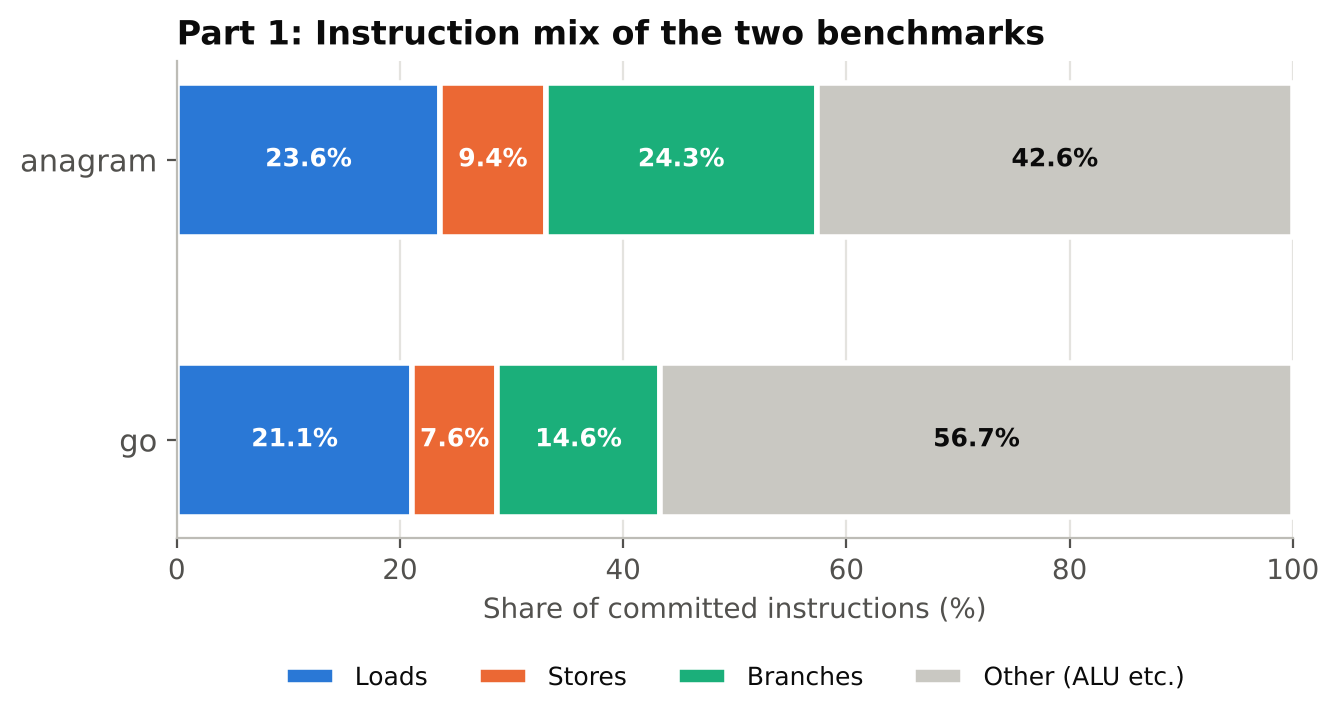 Part 1: Instruction mix of the two benchmarks
anagram
23.6% 9.4% 24.3% 42.6%
go
21.1% 7.6% 14.6% 56.7%
0 20 40 60 80 100
Share of committed instructions (%)
Loads Stores Branches Other (ALU etc.)